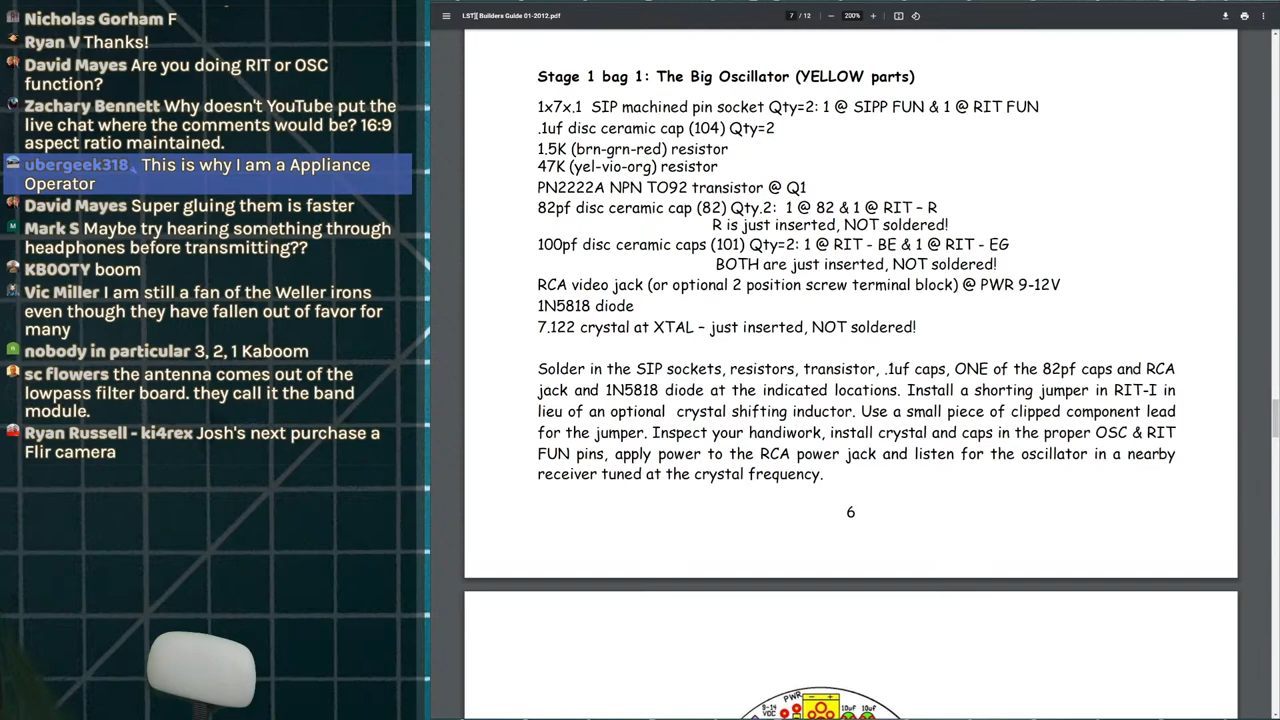 Nicholas Gorham F
Ryan V Thanks!
David Mayes Are you doing RIT or OSC
function?
Zachary Bennett Why doesn't YouTube put the
live chat where the comments would be? 16:9
aspect ratio maintained.
ubergeek318 This is why I am a Appliance
Operator
David Mayes Super gluing them is faster
Mark S Maybe try hearing something through
headphones before transmitting??
KB0OTY boom
Vic Miller I am still a fan of the Weller irons
even though they have fallen out of favor for
many
nobody in particular 3, 2, 1 Kaboom
sc flowers the antenna comes out of the
lowpass filter board. they call it the band
module.
Ryan Russell - ki4rex Josh's next purchase a
Flir camera
LST][ Builders Guide 01-2012.pdf
7 / 12
200%
Stage 1 bag 1: The Big Oscillator (YELLOW parts)
1x7x.1 SIP machined pin socket Qty=2: 1 @ SIPP FUN & 1 @ RIT FUN
.1uf disc ceramic cap (104) Qty=2
1.5K (brn-grn-red) resistor
47K (yel-vio-org) resistor
PN2222A NPN TO92 transistor @ Q1
82pf disc ceramic cap (82) Qty.2: 1 @ 82 & 1 @ RIT – R
R is just inserted, NOT soldered!
100pf disc ceramic caps (101) Qty=2: 1 @ RIT - BE & 1 @ RIT - EG
BOTH are just inserted, NOT soldered!
RCA video jack (or optional 2 position screw terminal block) @ PWR 9-12V
1N5818 diode
7.122 crystal at XTAL – just inserted, NOT soldered!
Solder in the SIP sockets, resistors, transistor, .1uf caps, ONE of the 82pf caps and RCA
jack and 1N5818 diode at the indicated locations. Install a shorting jumper in RIT-I in
lieu of an optional crystal shifting inductor. Use a small piece of clipped component lead
for the jumper. Inspect your handiwork, install crystal and caps in the proper OSC & RIT
FUN pins, apply power to the RCA power jack and listen for the oscillator in a nearby
receiver tuned at the crystal frequency.
6
PWR
9-14
VDC
10uf 10uf